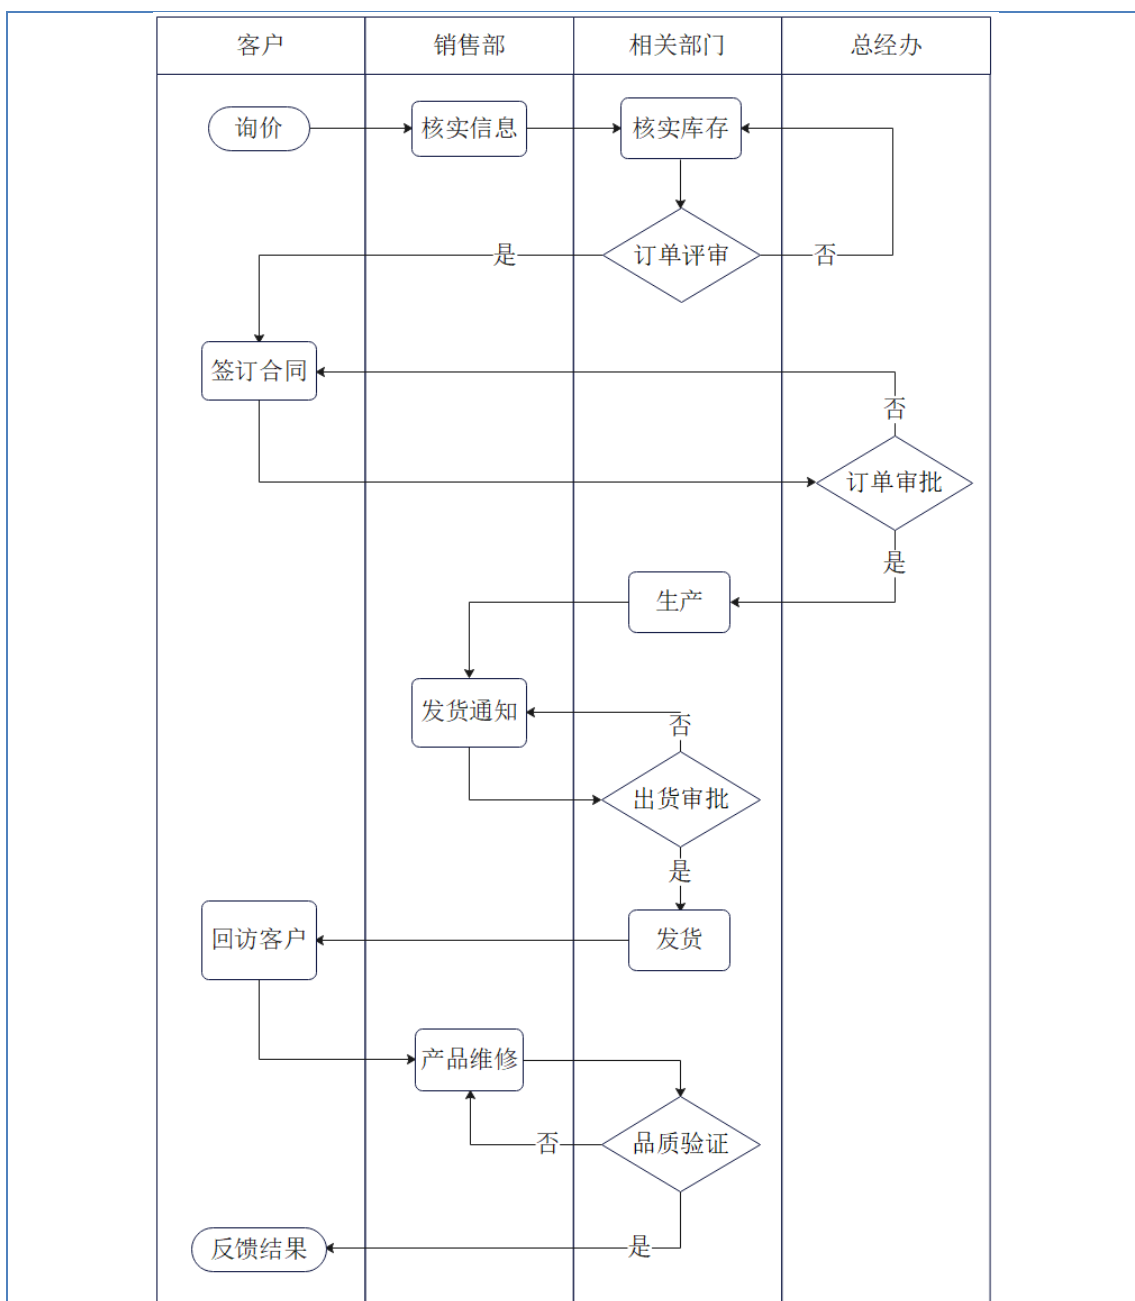 客户
销售部
相关部门
总经办
询价
核实信息
核实库存
是
订单评审
否
签订合同
否
订单审批
是
生产
发货通知
否
出货审批
是
回访客户
发货
产品维修
否
品质验证
反馈结果
是